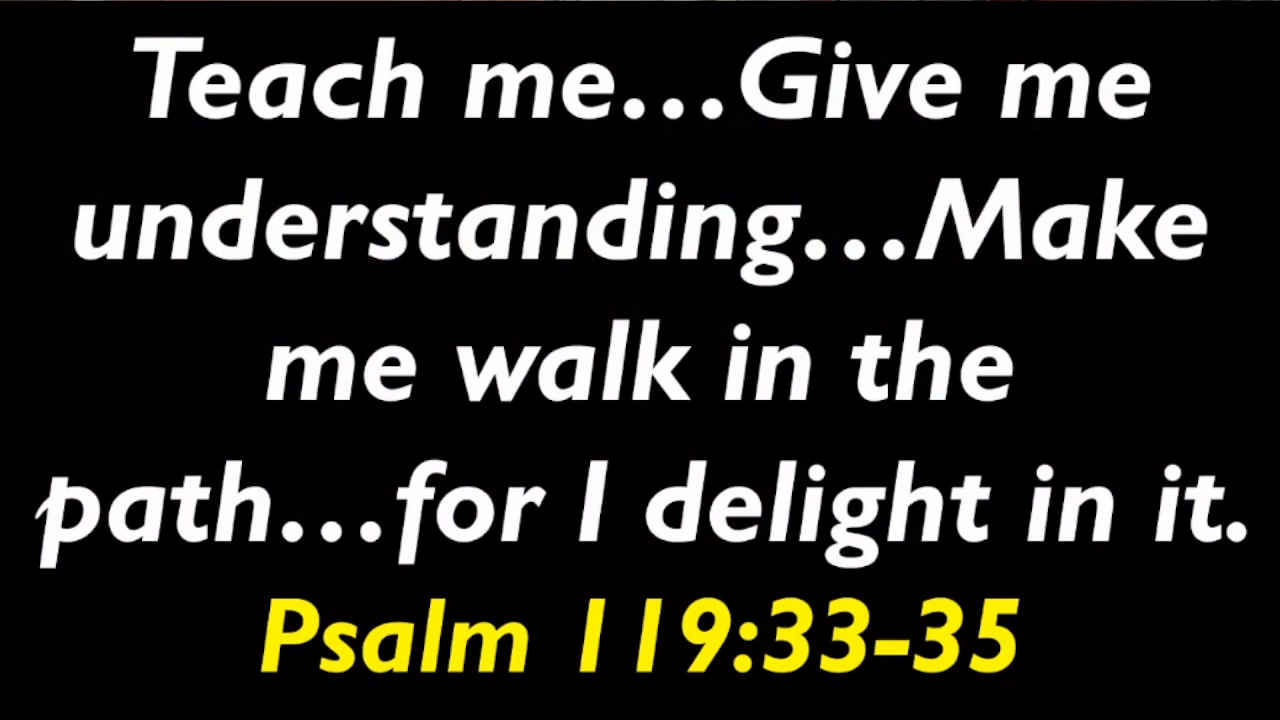 Teach me...Give me
understanding...Make
me walk in the
path...for I delight in it.
Psalm 119:33-35